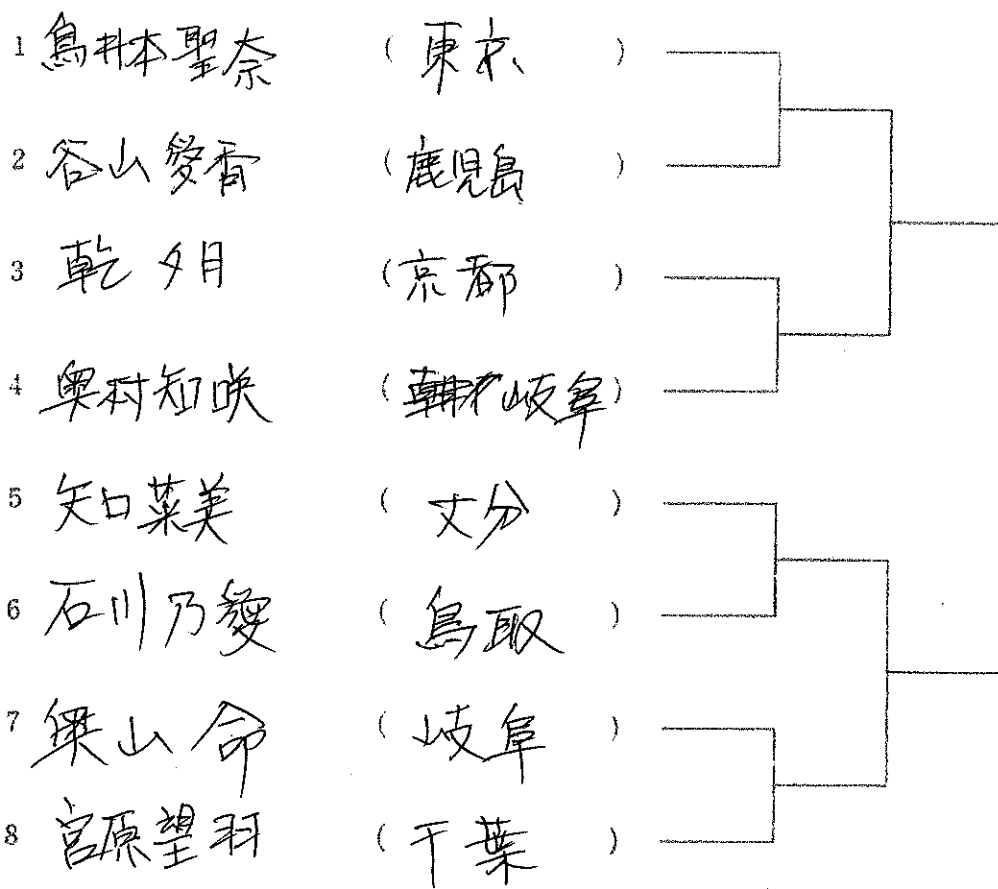 1 鳥井本聖奈 (東京)
2 谷山愛香 (鹿児島)
3 乾 夕月 (京都)
4 奥村知咲 (岐阜)
5 矢口菜美 (大分)
6 石川乃愛 (鳥取)
7 奥山 命 (岐阜)
8 宮原望羽 (千葉)